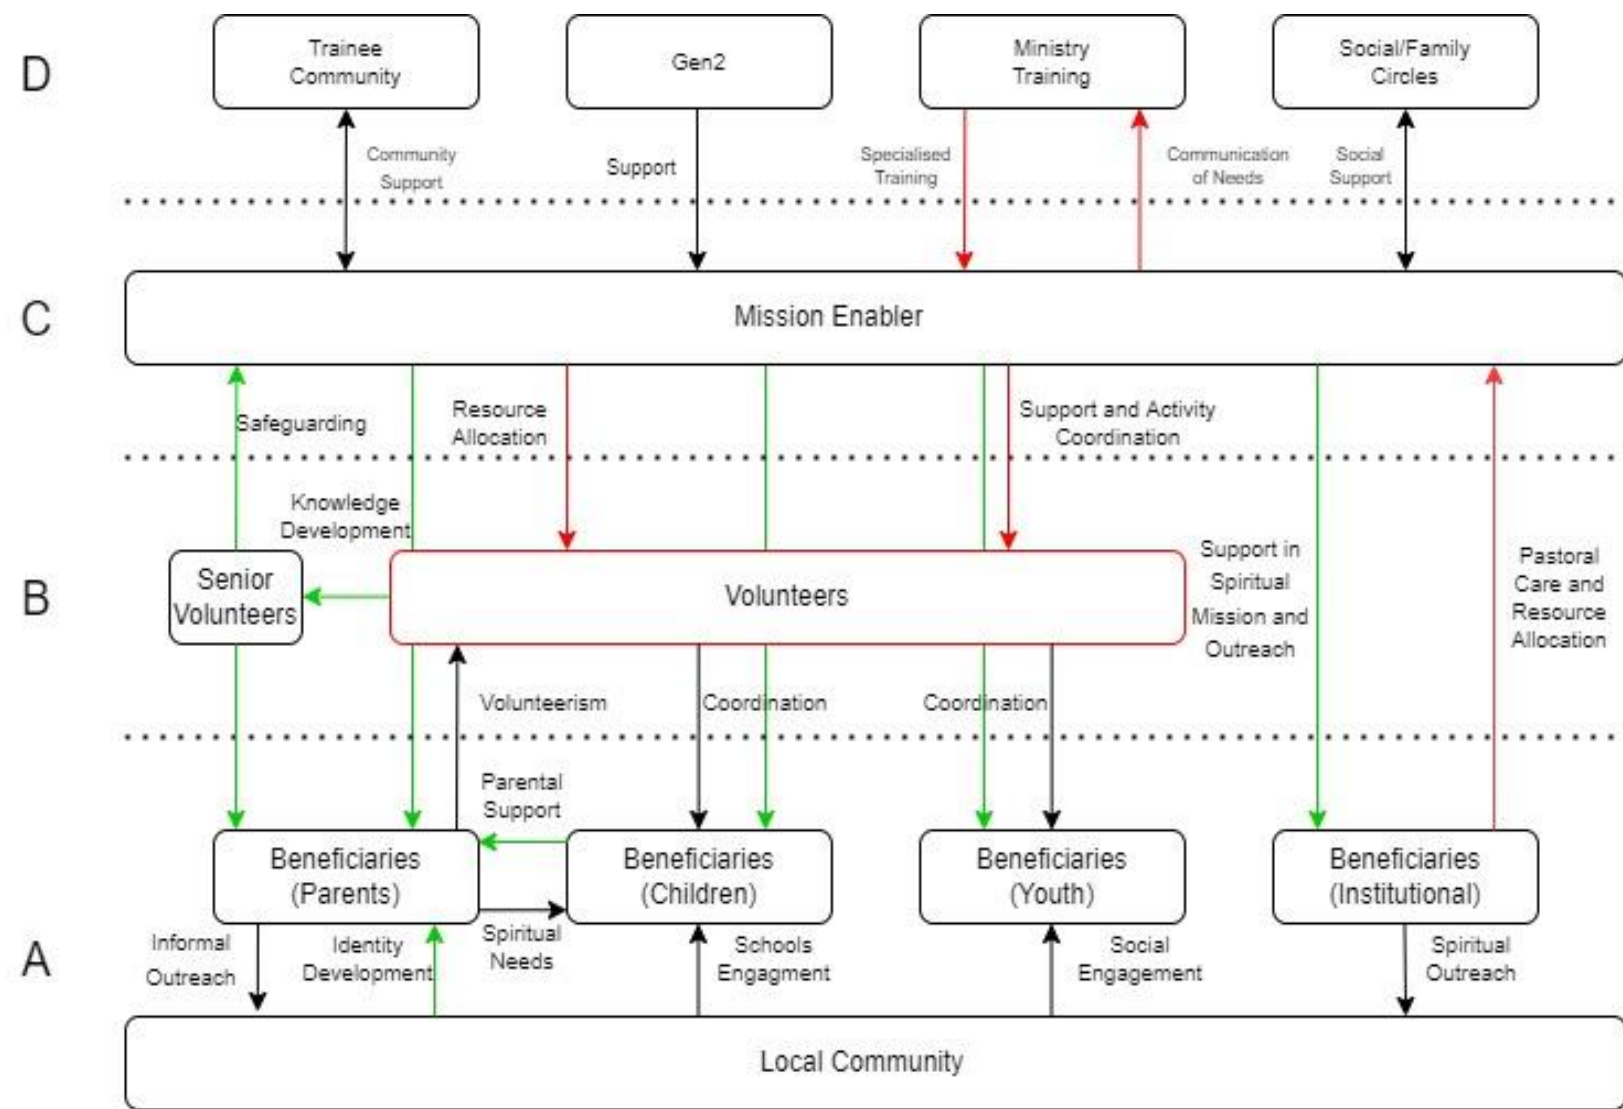 D
Trainee
Community
Gen2
Ministry
Training
Social/Family
Circles
Community
Support
Support
Specialised
Training
Communication
of Needs
Social
Support
C
Mission Enabler
Safeguarding
Resource
Allocation
Support and Activity
Coordination
Knowledge
Development
B
Senior
Volunteers
Volunteers
Support in
Spiritual
Mission and
Outreach
Pastoral
Care and
Resource
Allocation
Volunteerism
Coordination
Coordination
Parental
Support
Beneficiaries
(Parents)
Beneficiaries
(Children)
Beneficiaries
(Youth)
Beneficiaries
(Institutional)
A
Informal
Outreach
Identity
Development
Spiritual
Needs
Schools
Engagment
Social
Engagement
Spiritual
Outreach
Local Community